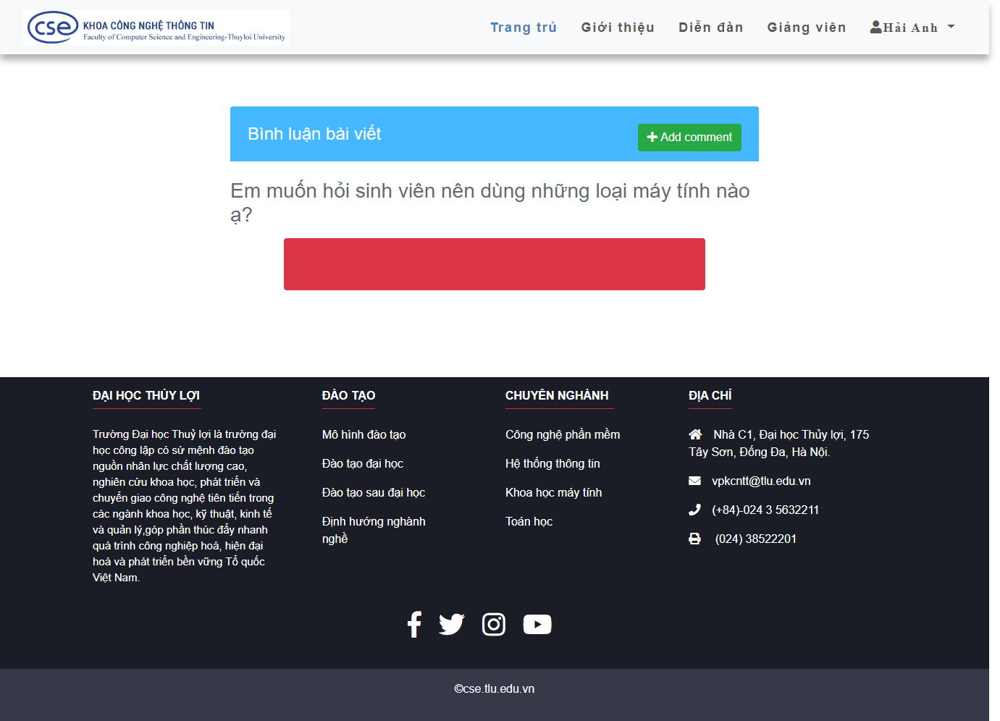 cse KHOA CÔNG NGHỆ THÔNG TIN
Faculty of Computer Science and Engineering-Thuyloi University
Trang trủ Giới thiệu Diễn đàn Giảng viên Hải Anh
Bình luận bài viết
Add comment
Em muốn hỏi sinh viên nên dùng những loại máy tính nào
ạ?
ĐẠI HỌC THỦY LỢI
Trường Đại học Thuỷ lợi là trường đại
học công lập có sứ mệnh đào tạo
nguồn nhân lực chất lượng cao,
nghiên cứu khoa học, phát triển và
chuyển giao công nghệ tiên tiến trong
các ngành khoa học, kỹ thuật, kinh tế
và quản lý,góp phần thúc đẩy nhanh
quá trình công nghiệp hoá, hiện đại
hoá và phát triển bền vững Tổ quốc
Việt Nam.
ĐÀO TẠO
Mô hình đào tạo
Đào tạo đại học
Đào tạo sau đại học
Định hướng nghành
nghề
CHUYÊN NGHÀNH
Công nghệ phần mềm
Hệ thống thông tin
Khoa học máy tính
Toán học
ĐỊA CHỈ
Nhà C1, Đại học Thủy lợi, 175
Tây Sơn, Đống Đa, Hà Nội.
vpkcntt@tlu.edu.vn
(+84)-024 3 5632211
(024) 38522201
©cse.tlu.edu.vn